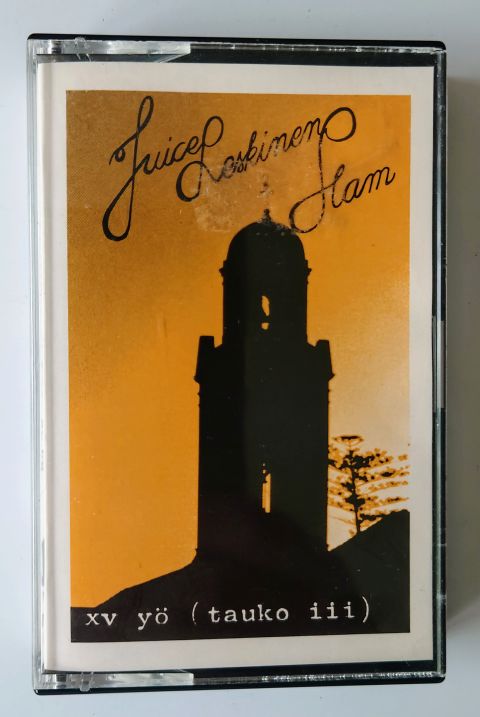 Juice Leskinen Slam
xv yö (tauko iii)